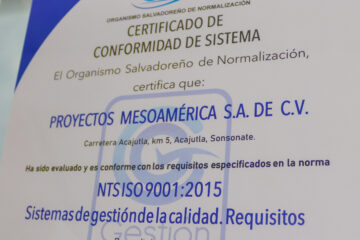 ORGANISMO SALVADOREÑO DE NORMALIZACIÓN
CERTIFICADO DE
CONFORMIDAD DE SISTEMA
El Organismo Salvadoreño de Normalización,
certifica que:
PROYECTOS MESOAMÉRICA S.A. DE C.V.
Carretera Acajutla, km 5, Acajutla, Sonsonate.
Ha sido evaluado y es conforme con los requisitos especificados en la norma
NTS ISO 9001:2015
Sistemas de gestión de la calidad. Requisitos
Gestión